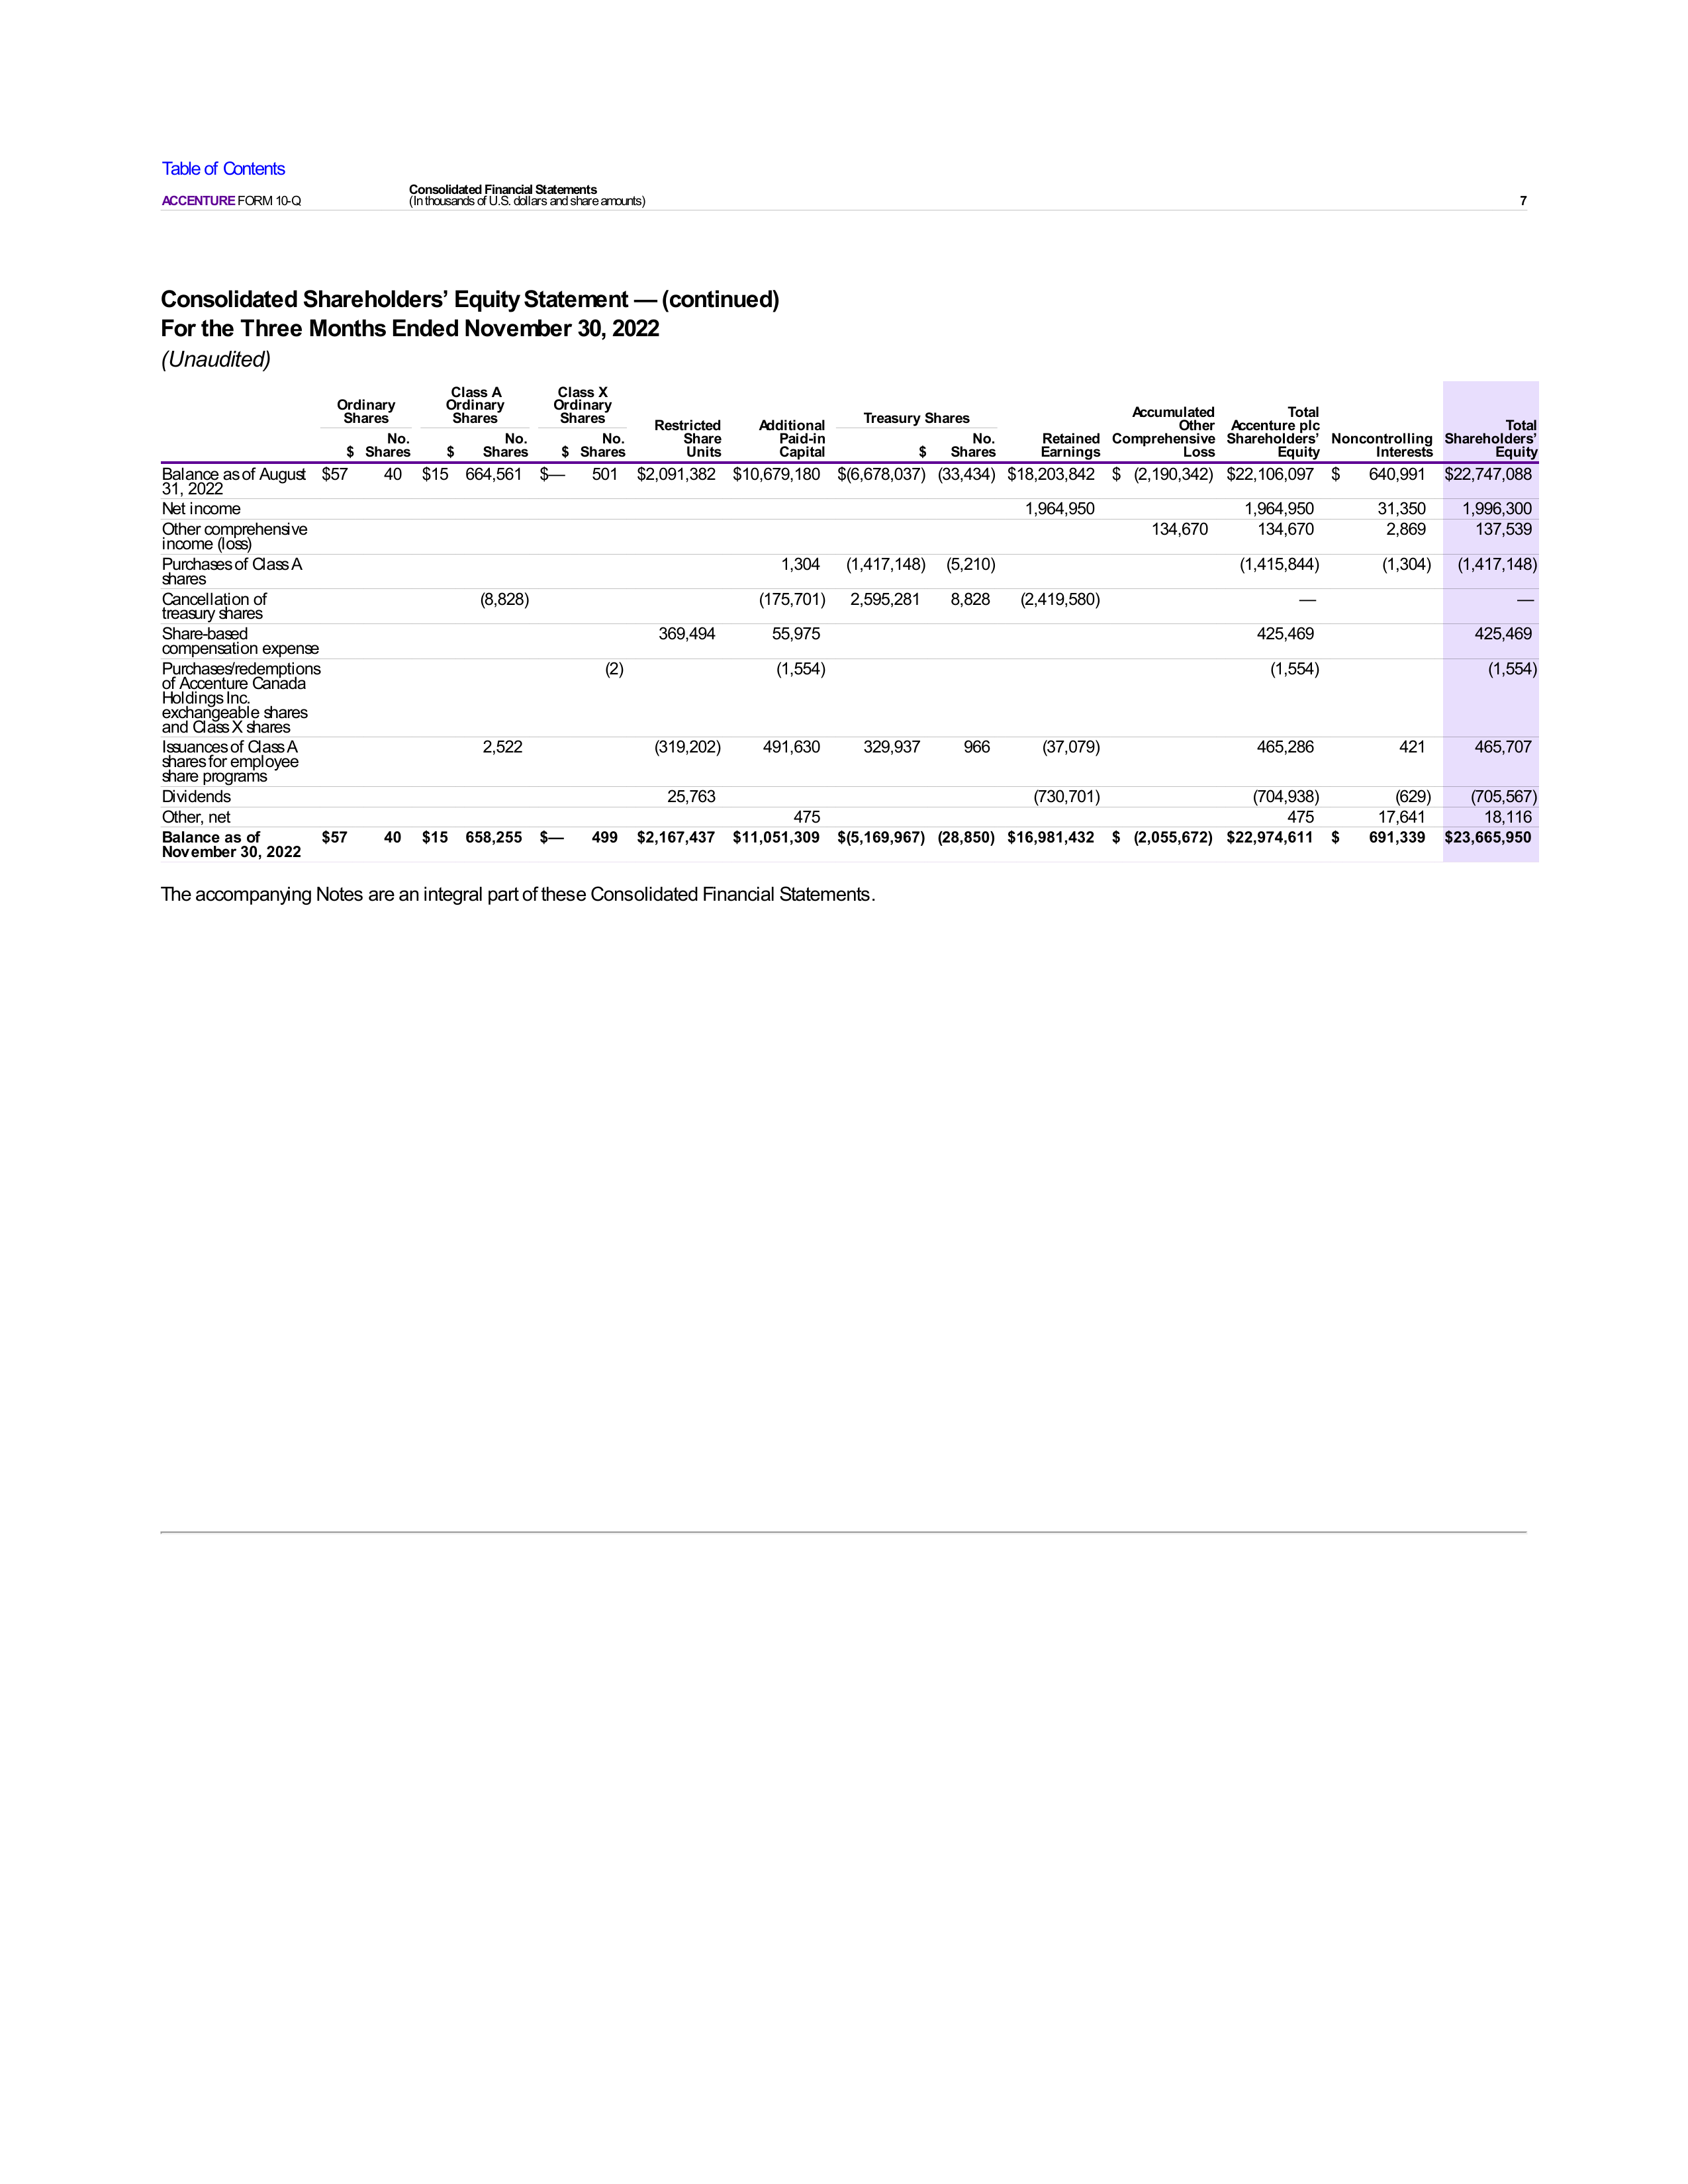 Table of Contents
ACCENTURE FORM 10-Q
Consolidated Financial Statements
(In thousands of U.S. dollars and share amounts)
7
Consolidated Shareholders’ Equity Statement — (continued)
For the Three Months Ended November 30, 2022
(Unaudited)
Ordinary Shares Class A Ordinary Shares Class X Ordinary Shares Restricted Share Units Additional Paid-in Capital Treasury Shares Retained Earnings Accumulated Other Comprehensive Loss Total Accenture plc Shareholders’ Equity Noncontrolling Interests Total Shareholders’ Equity
$ No. Shares $ No. Shares $ No. Shares $ No. Shares
Balance as of August 31, 2022 $57 40 $15 664,561 $— 501 $2,091,382 $10,679,180 $(6,678,037) (33,434) $18,203,842 $ (2,190,342) $22,106,097 $ 640,991 $22,747,088
Net income 1,964,950 1,964,950 31,350 1,996,300
Other comprehensive income (loss) 134,670 134,670 2,869 137,539
Purchases of Class A shares 1,304 (1,417,148) (5,210) (1,415,844) (1,304) (1,417,148)
Cancellation of treasury shares (8,828) (175,701) 2,595,281 8,828 (2,419,580) — —
Share-based compensation expense 369,494 55,975 425,469 425,469
Purchases/redemptions of Accenture Canada Holdings Inc. exchangeable shares and Class X shares (2) (1,554) (1,554) (1,554)
Issuances of Class A shares for employee share programs 2,522 (319,202) 491,630 329,937 966 (37,079) 465,286 421 465,707
Dividends 25,763 (730,701) (704,938) (629) (705,567)
Other, net 475 475 17,641 18,116
Balance as of November 30, 2022 $57 40 $15 658,255 $— 499 $2,167,437 $11,051,309 $(5,169,967) (28,850) $16,981,432 $ (2,055,672) $22,974,611 $ 691,339 $23,665,950
The accompanying Notes are an integral part of these Consolidated Financial Statements.